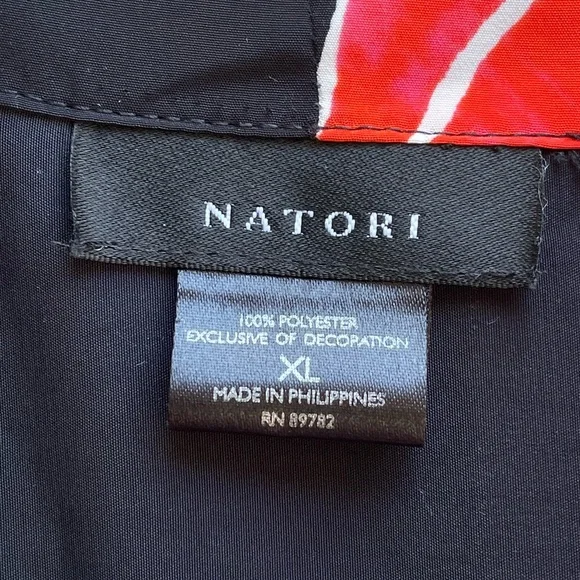 NATORI
100% POLYESTER
EXCLUSIVE OF DECORATION
XL
MADE IN PHILIPPINES
RN 89782